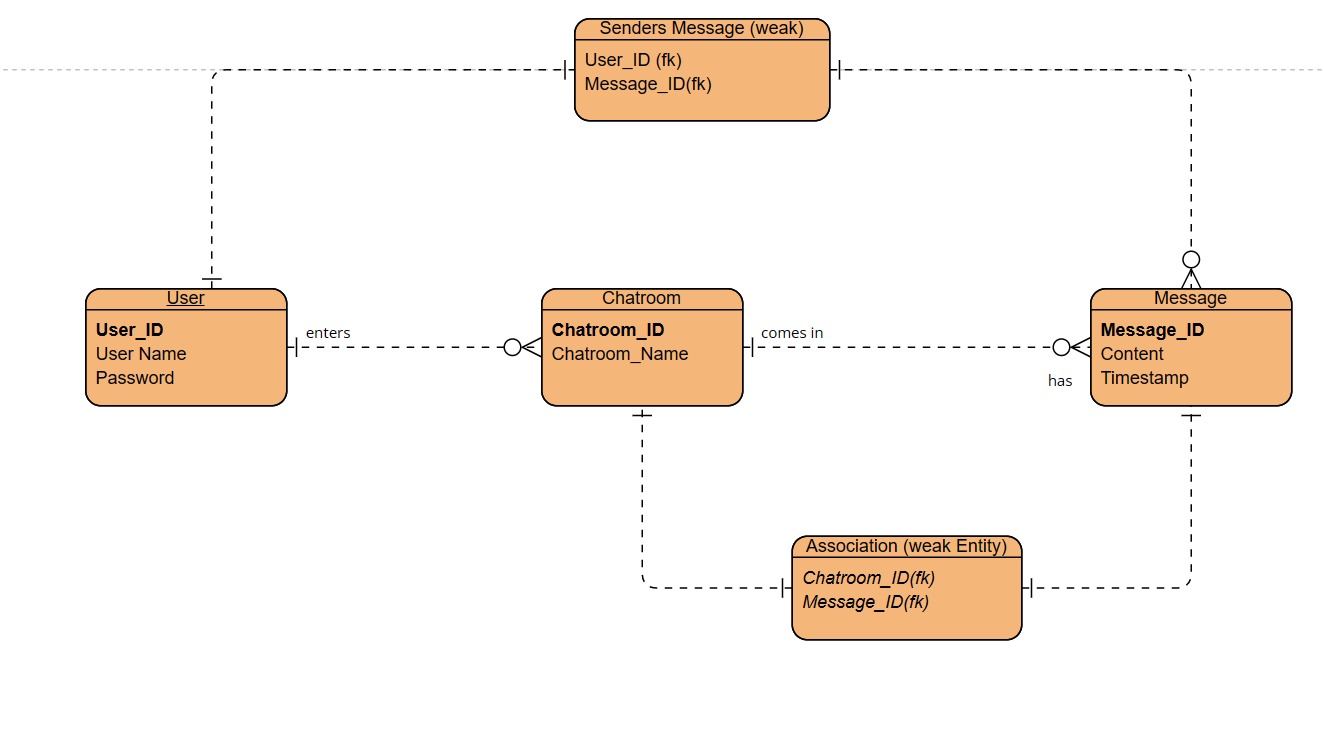 Senders Message (weak)
User_ID (fk)
Message_ID(fk)
User
User_ID
User Name
Password
enters
Chatroom
Chatroom_ID
Chatroom_Name
comes in
has
Message
Message_ID
Content
Timestamp
Association (weak Entity)
Chatroom_ID(fk)
Message_ID(fk)